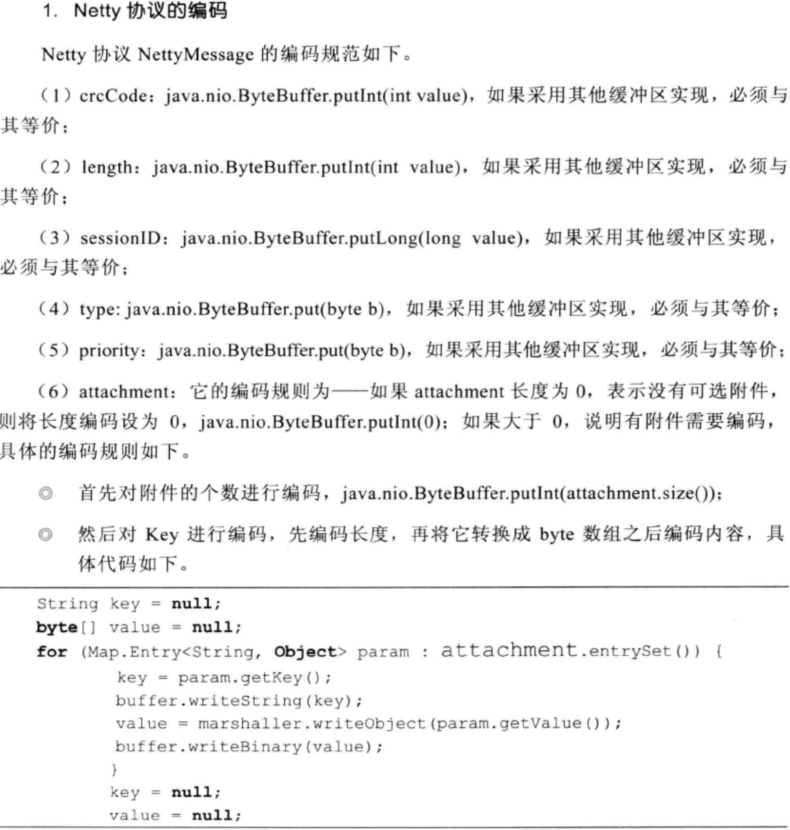 1. Netty 协议的编码
Netty 协议 NettyMessage 的编码规范如下。
（1）crcCode：java.nio.ByteBuffer.putInt(int value)，如果采用其他缓冲区实现，必须与
其等价；
（2）length：java.nio.ByteBuffer.putInt(int value)，如果采用其他缓冲区实现，必须与
其等价；
（3）sessionID：java.nio.ByteBuffer.putLong(long value)，如果采用其他缓冲区实现，
必须与其等价；
（4）type: java.nio.ByteBuffer.put(byte b)，如果采用其他缓冲区实现，必须与其等价；
（5）priority：java.nio.ByteBuffer.put(byte b)，如果采用其他缓冲区实现，必须与其等价；
（6）attachment：它的编码规则为——如果 attachment 长度为 0，表示没有可选附件，
则将长度编码设为 0，java.nio.ByteBuffer.putInt(0)；如果大于 0，说明有附件需要编码，
具体的编码规则如下。
◎ 首先对附件的个数进行编码，java.nio.ByteBuffer.putInt(attachment.size())；
◎ 然后对 Key 进行编码，先编码长度，再将它转换成 byte 数组之后编码内容，具
体代码如下。
String key = null;
byte[] value = null;
for (Map.Entry<String, Object> param : attachment.entrySet()) {
key = param.getKey();
buffer.writeString(key);
value = marshaller.writeObject(param.getValue());
buffer.writeBinary(value);
}
key = null;
value = null;